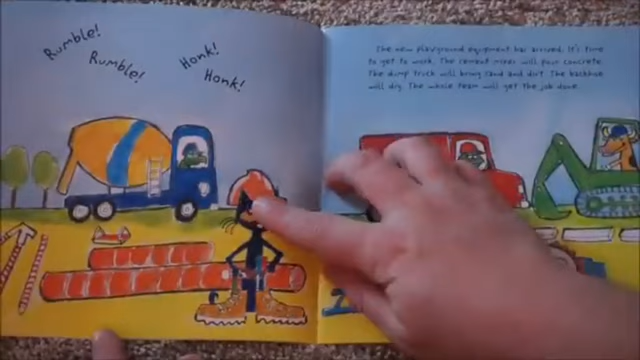 Rumble!
Rumble!
Honk!
Honk!
The new playground equipment has arrived. It's time
to get to work. The cement mixer will pour concrete.
The dump truck will bring sand and dirt. The backhoe
will dig. The whole team will get the job done.